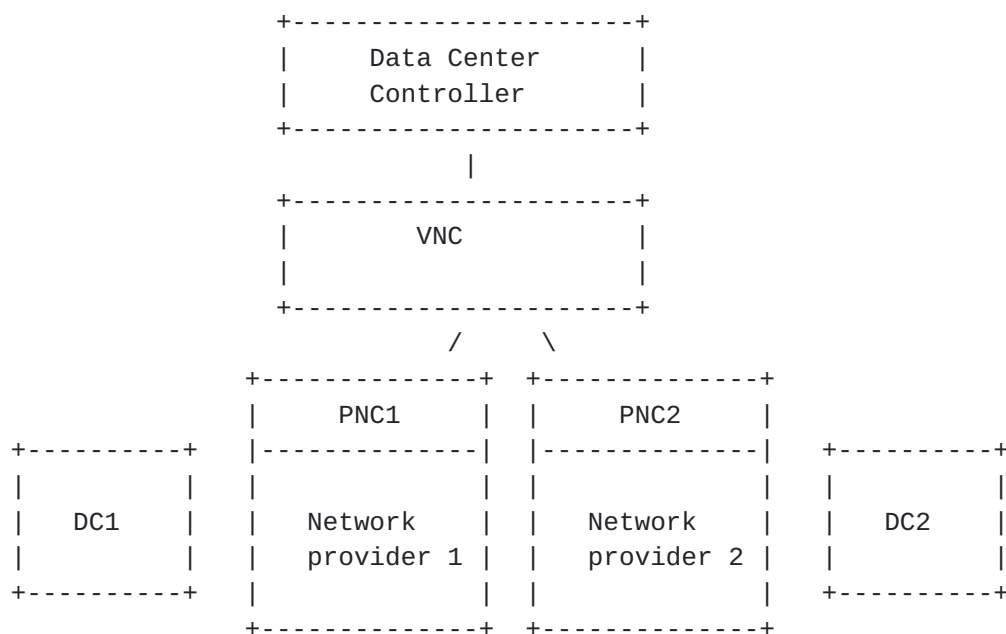 Data Center
Controller
VNC
PNC1
PNC2
DC1
Network
provider 1
Network
provider 2
DC2